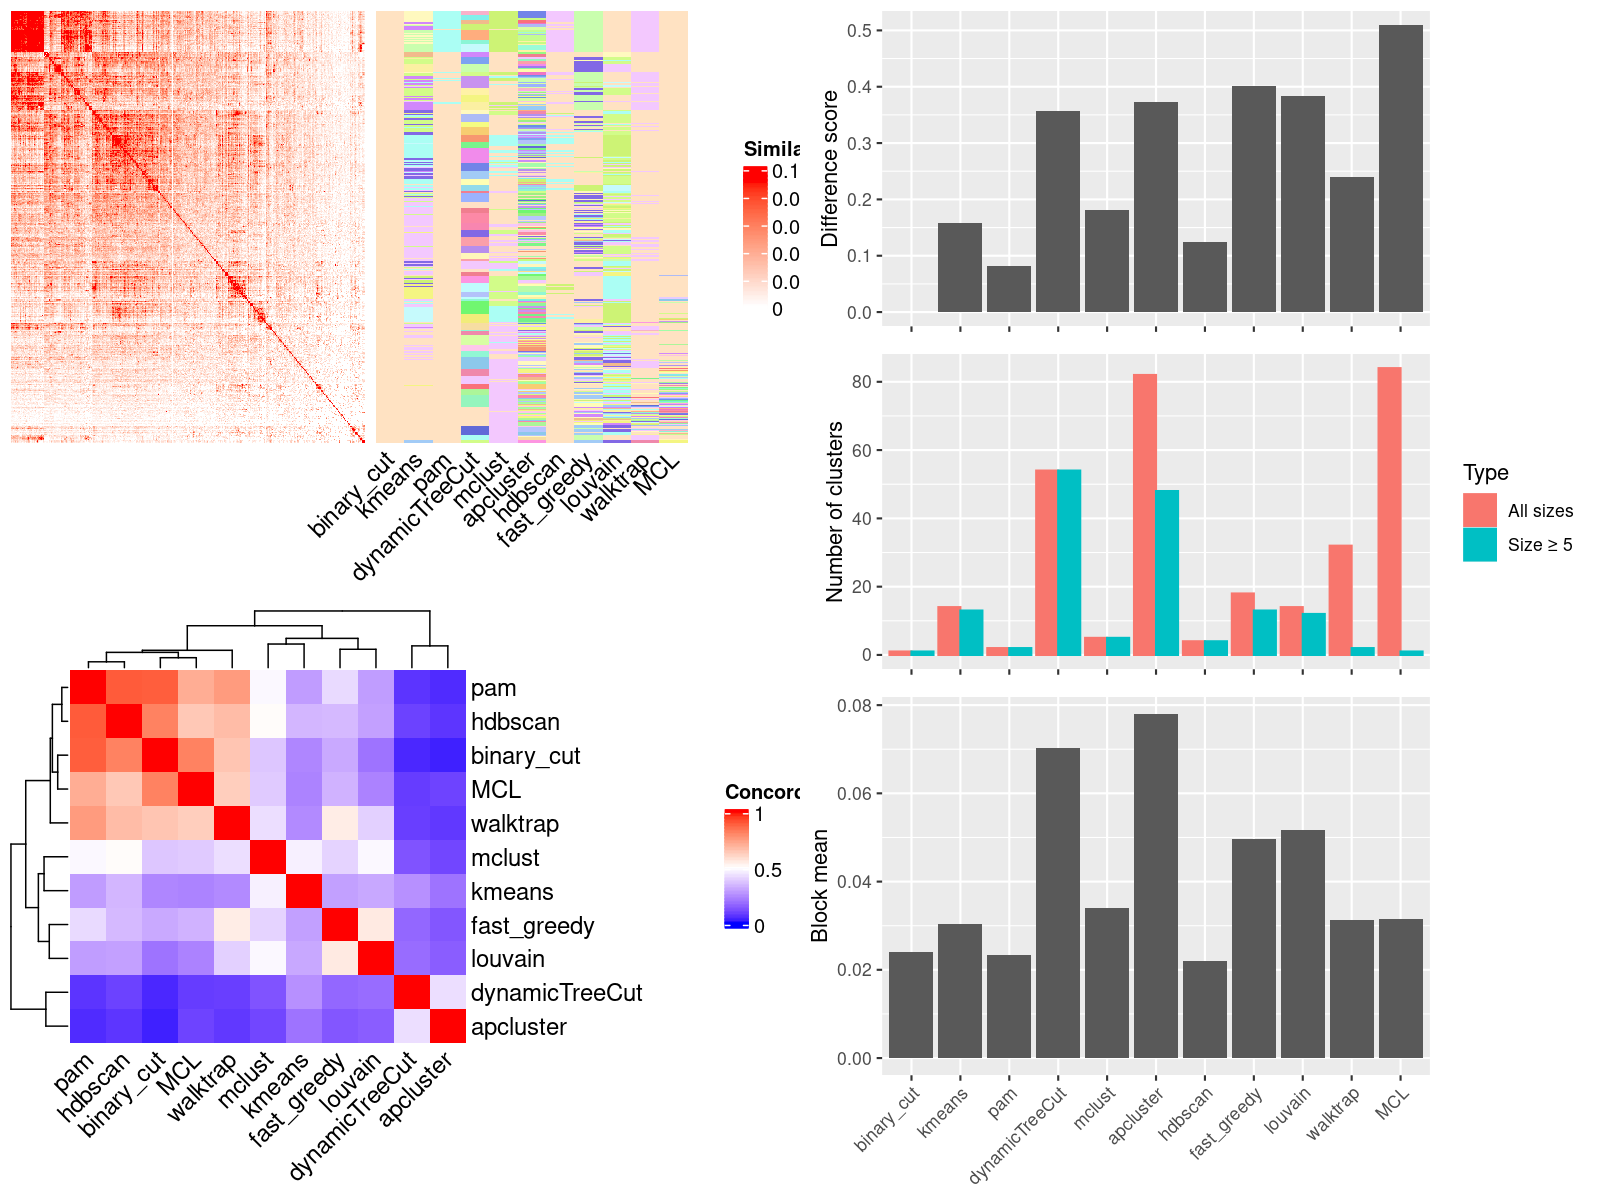 Simila
0.1
0.0
0.0
0.0
0.0
0
binary_cut
kmeans
pam
dynamicTreeCut
mclust
apcluster
hdbscan
fast_greedy
louvain
walktrap
MCL
pam
hdbscan
binary_cut
MCL
walktrap
mclust
kmeans
fast_greedy
louvain
dynamicTreeCut
apcluster
pam
hdbscan
binary_cut
MCL
walktrap
mclust
kmeans
fast_greedy
louvain
dynamicTreeCut
apcluster
Concord
1
0.5
0
Difference score
0.5
0.4
0.3
0.2
0.1
0.0
Number of clusters
80
60
40
20
0
Type
All sizes
Size ≥ 5
Block mean
0.08
0.06
0.04
0.02
0.00
binary_cut
kmeans
pam
dynamicTreeCut
mclust
apcluster
hdbscan
fast_greedy
louvain
walktrap
MCL